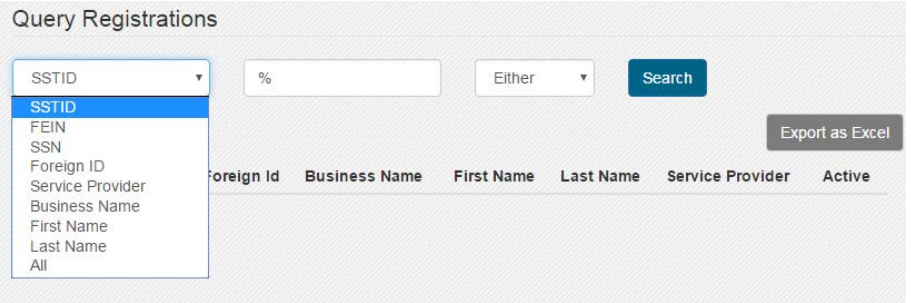 Query Registrations
SSTID % Either Search
SSTID
FEIN
SSN
Foreign ID
Service Provider
Business Name
First Name
Last Name
All
Export as Excel
Foreign Id Business Name First Name Last Name Service Provider Active